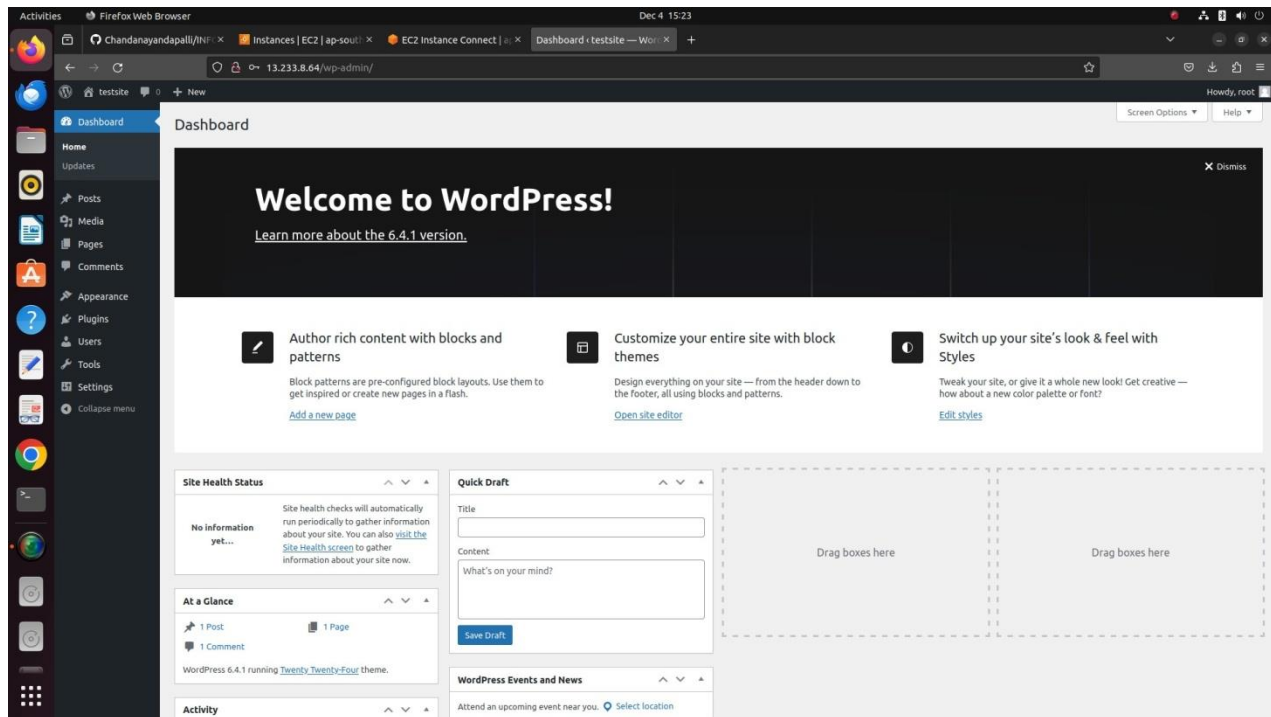 Activities Firefox Web Browser Dec 4 15:23
Chandanayandapalli/INF Instances | EC2 | ap-sout EC2 Instance Connect | a Dashboard ‹ testsite — Wor
13.233.8.64/wp-admin/
testsite 0 + New Howdy, root
Dashboard
Home
Updates
Posts
Media
Pages
Comments
Appearance
Plugins
Users
Tools
Settings
Collapse menu
Dashboard
Screen Options Help
Dismiss
Welcome to WordPress!
Learn more about the 6.4.1 version.
Author rich content with blocks and
patterns
Block patterns are pre-configured block layouts. Use them to
get inspired or create new pages in a flash.
Add a new page
Customize your entire site with block
themes
Design everything on your site — from the header down to
the footer, all using blocks and patterns.
Open site editor
Switch up your site's look & feel with
Styles
Tweak your site, or give it a whole new look! Get creative —
how about a new color palette or font?
Edit styles
Site Health Status
No information
yet...
Site health checks will automatically
run periodically to gather information
about your site. You can also visit the
Site Health screen to gather
information about your site now.
At a Glance
1 Post 1 Page
1 Comment
WordPress 6.4.1 running Twenty Twenty-Four theme.
Activity
Quick Draft
Title
Content
What's on your mind?
Save Draft
WordPress Events and News
Attend an upcoming event near you. Select location
Drag boxes here
Drag boxes here